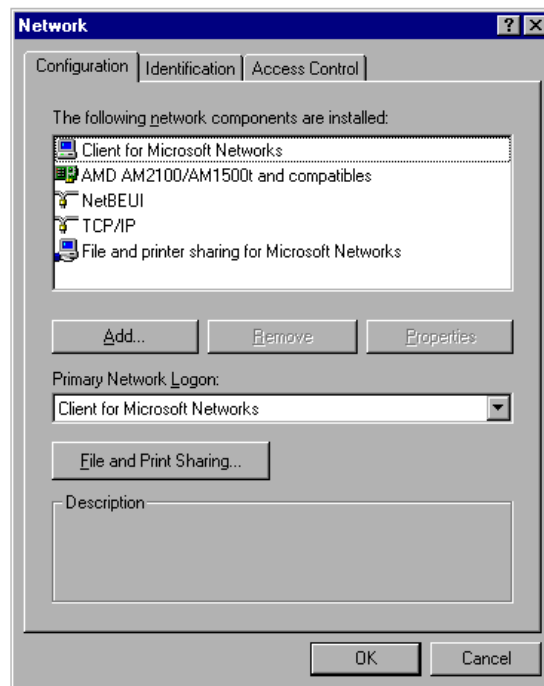 Network
Configuration Identification Access Control
The following network components are installed:
Client for Microsoft Networks
AMD AM2100/AM1500t and compatibles
NetBEUI
TCP/IP
File and printer sharing for Microsoft Networks
Add... Remove Properties
Primary Network Logon:
Client for Microsoft Networks
File and Print Sharing...
Description
OK Cancel